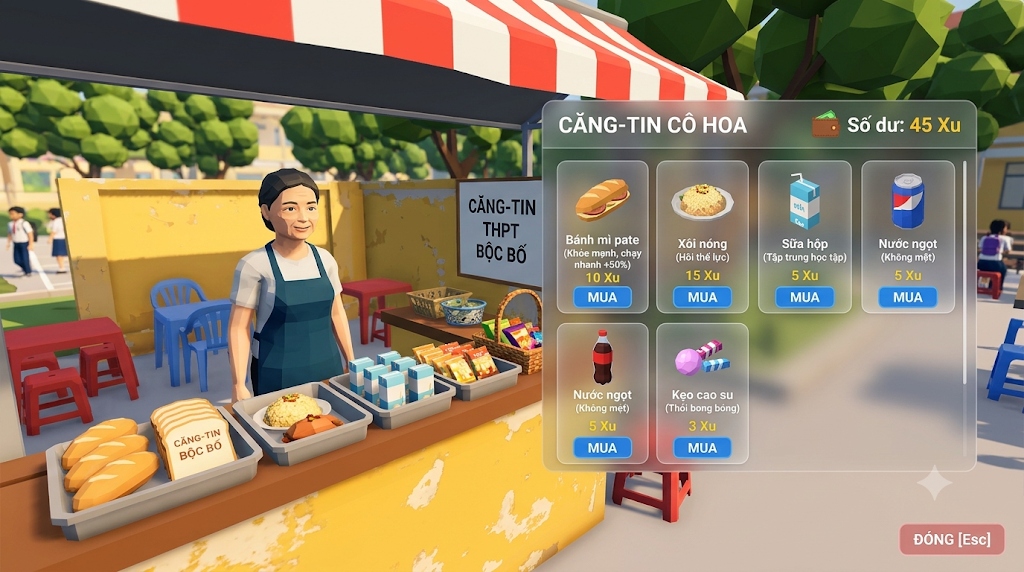 CĂNG-TIN CÔ HOA
Số dư: 45 Xu
Bánh mì pate
(Khỏe mạnh, chạy
nhanh +50%)
10 Xu
MUA
Xôi nóng
(Hồi thể lực)
15 Xu
MUA
Sữa hộp
(Tập trung học tập)
5 Xu
MUA
Nước ngọt
(Không mệt)
5 Xu
MUA
Nước ngọt
(Không mệt)
5 Xu
MUA
Kẹo cao su
(Thổi bong bóng)
3 Xu
MUA
CĂNG-TIN
THPT
BỘC BỐ
CĂNG-TIN
BỘC BỐ
ĐÓNG [Esc]